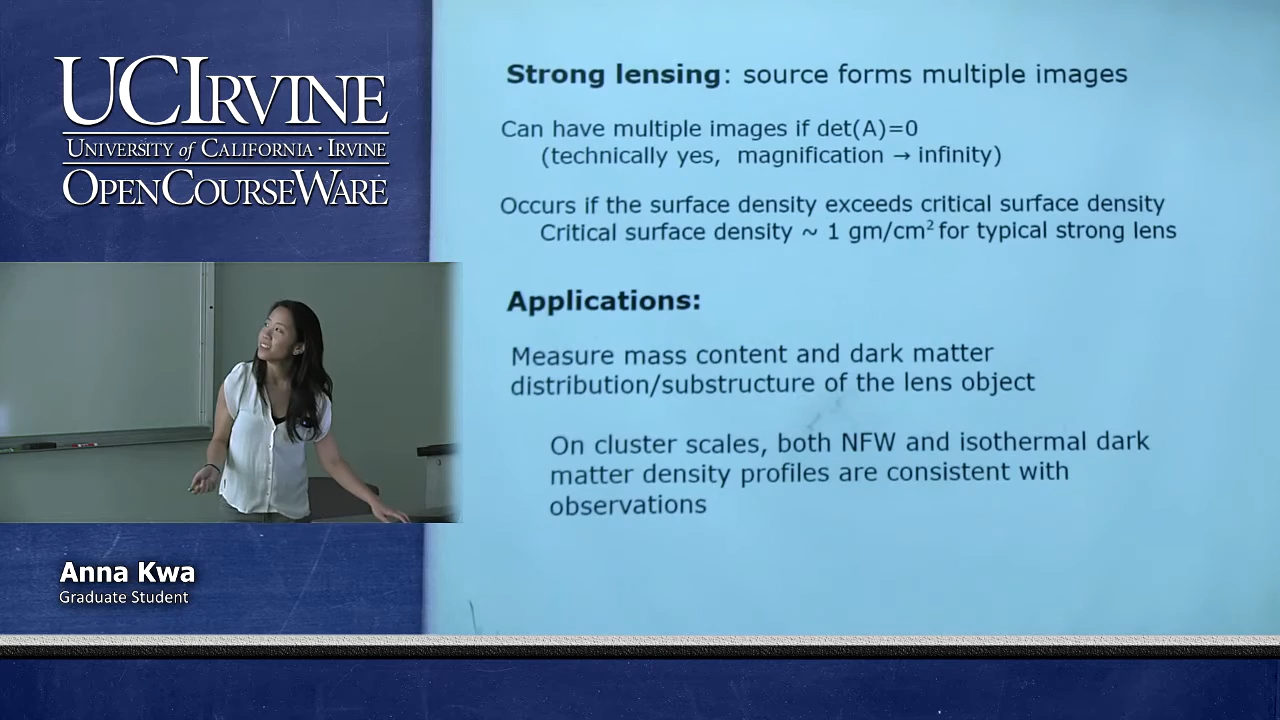 UCIRVINE
UNIVERSITY of CALIFORNIA · IRVINE
OPENCOURSEWARE
Strong lensing: source forms multiple images
Can have multiple images if det(A)=0
(technically yes, magnification → infinity)
Occurs if the surface density exceeds critical surface density
Critical surface density ~ 1 gm/cm² for typical strong lens
Applications:
Measure mass content and dark matter
distribution/substructure of the lens object
On cluster scales, both NFW and isothermal dark
matter density profiles are consistent with
observations
Anna Kwa
Graduate Student